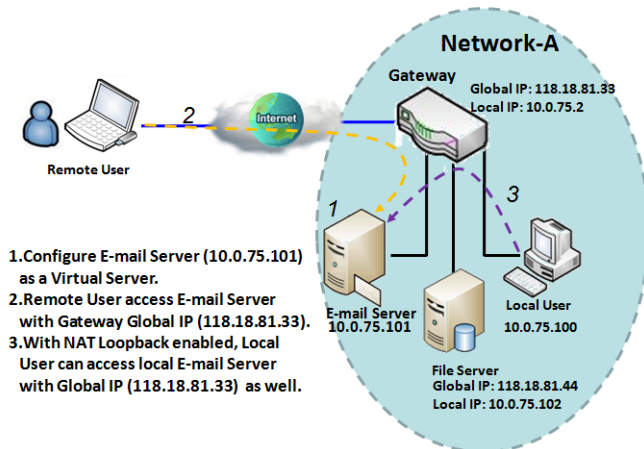 Network-A
Gateway
Global IP: 118.18.81.33
Local IP: 10.0.75.2
2
Internet
Remote User
1
3
E-mail Server
10.0.75.101
Local User
10.0.75.100
File Server
Global IP: 118.18.81.44
Local IP: 10.0.75.102
1.Configure E-mail Server (10.0.75.101)
as a Virtual Server.
2.Remote User access E-mail Server
with Gateway Global IP (118.18.81.33).
3.With NAT Loopback enabled, Local
User can access local E-mail Server
with Global IP (118.18.81.33) as well.